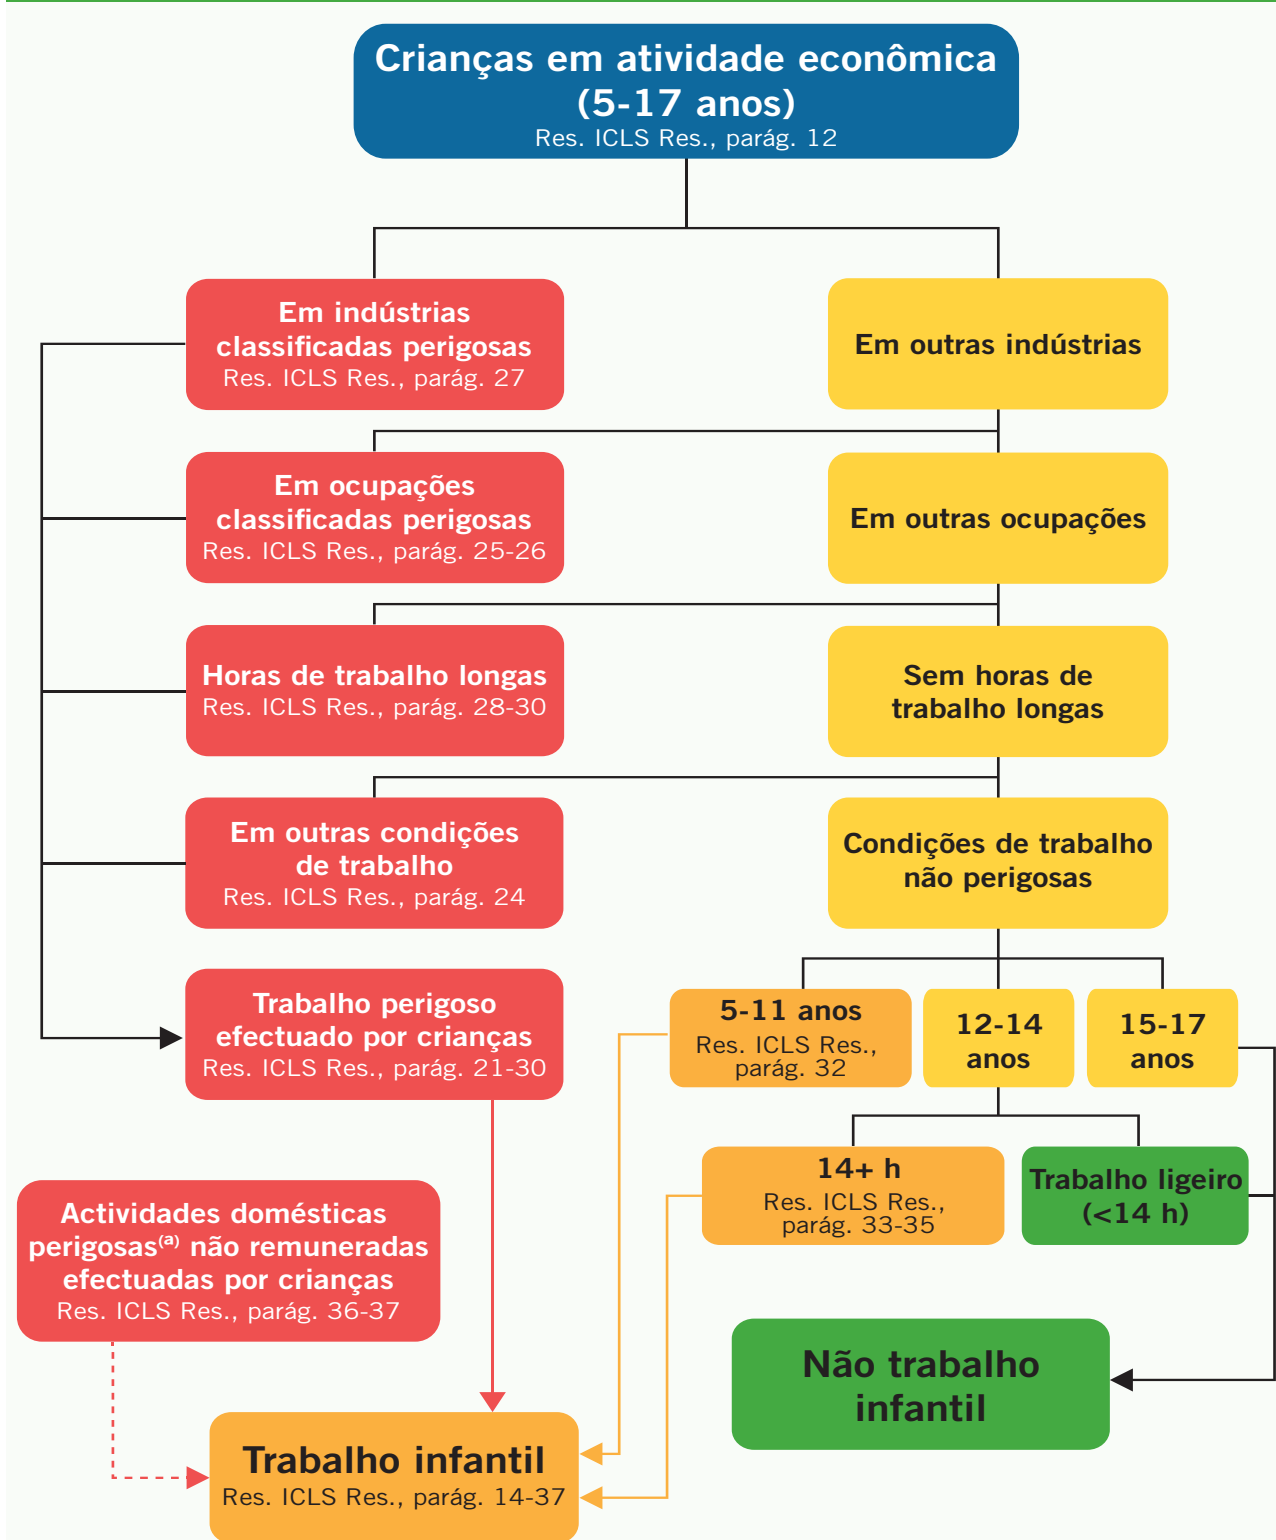 Crianças em atividade econômica
(5-17 anos)
Res. ICLS Res., parág. 12
Em indústrias
classificadas perigosas
Res. ICLS Res., parág. 27
Em outras indústrias
Em ocupações
classificadas perigosas
Res. ICLS Res., parág. 25-26
Em outras ocupações
Horas de trabalho longas
Res. ICLS Res., parág. 28-30
Sem horas de
trabalho longas
Em outras condições
de trabalho
Res. ICLS Res., parág. 24
Condições de trabalho
não perigosas
Trabalho perigoso
efectuado por crianças
Res. ICLS Res., parág. 21-30
5-11 anos
Res. ICLS Res.,
parág. 32
12-14
anos
15-17
anos
14+ h
Res. ICLS Res.,
parág. 33-35
Trabalho ligeiro
(<14 h)
Actividades domésticas
perigosas(a) não remuneradas
efectuadas por crianças
Res. ICLS Res., parág. 36-37
Não trabalho
infantil
Trabalho infantil
Res. ICLS Res., parág. 14-37